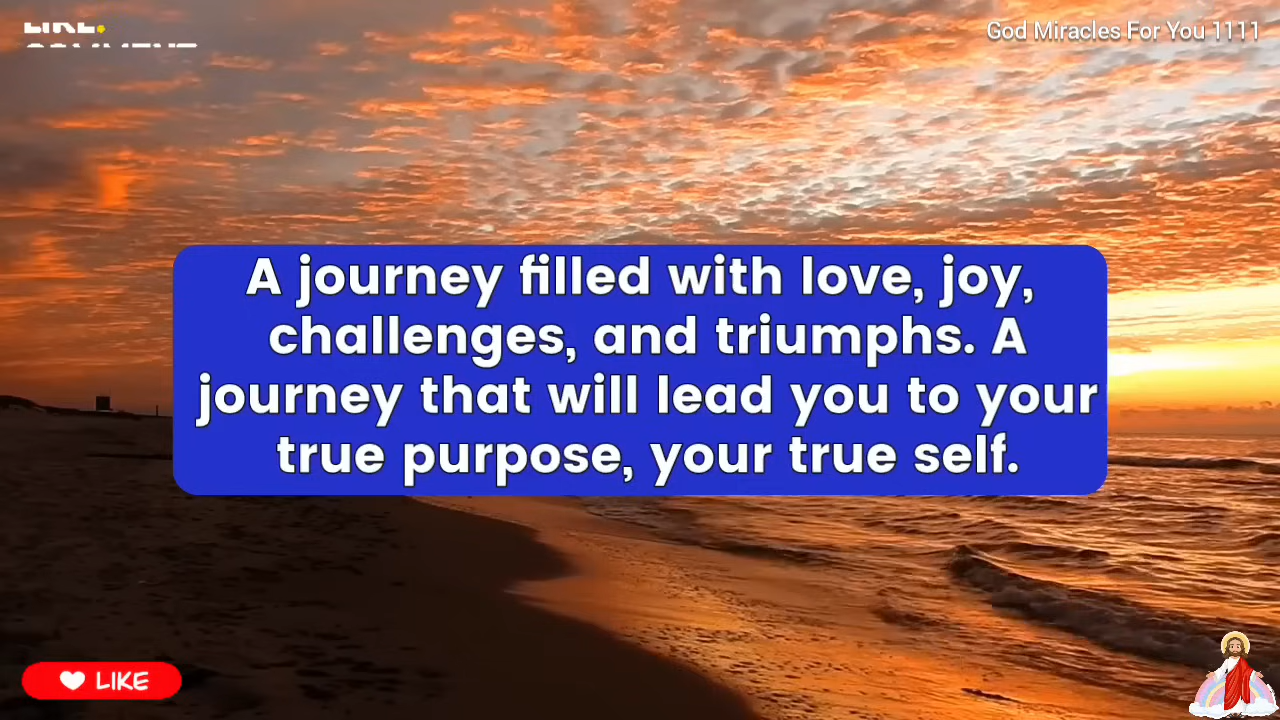 God Miracles For You 1111
A journey filled with love, joy,
challenges, and triumphs. A
journey that will lead you to your
true purpose, your true self.
LIKE